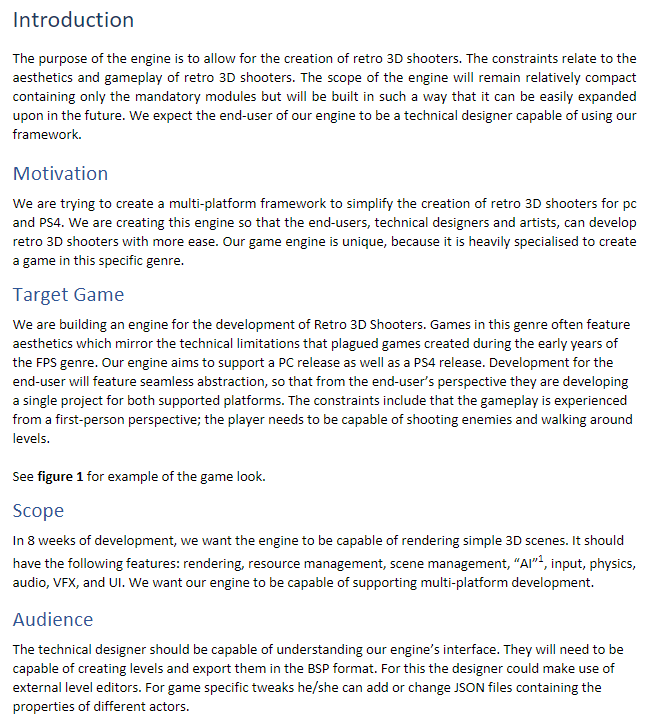 Introduction
The purpose of the engine is to allow for the creation of retro 3D shooters. The constraints relate to the
aesthetics and gameplay of retro 3D shooters. The scope of the engine will remain relatively compact
containing only the mandatory modules but will be built in such a way that it can be easily expanded
upon in the future. We expect the end-user of our engine to be a technical designer capable of using our
framework.
Motivation
We are trying to create a multi-platform framework to simplify the creation of retro 3D shooters for pc
and PS4. We are creating this engine so that the end-users, technical designers and artists, can develop
retro 3D shooters with more ease. Our game engine is unique, because it is heavily specialised to create
a game in this specific genre.
Target Game
We are building an engine for the development of Retro 3D Shooters. Games in this genre often feature
aesthetics which mirror the technical limitations that plagued games created during the early years of
the FPS genre. Our engine aims to support a PC release as well as a PS4 release. Development for the
end-user will feature seamless abstraction, so that from the end-user's perspective they are developing
a single project for both supported platforms. The constraints include that the gameplay is experienced
from a first-person perspective; the player needs to be capable of shooting enemies and walking around
levels.
See figure 1 for example of the game look.
Scope
In 8 weeks of development, we want the engine to be capable of rendering simple 3D scenes. It should
have the following features: rendering, resource management, scene management, "AI"¹, input, physics,
audio, VFX, and UI. We want our engine to be capable of supporting multi-platform development.
Audience
The technical designer should be capable of understanding our engine's interface. They will need to be
capable of creating levels and export them in the BSP format. For this the designer could make use of
external level editors. For game specific tweaks he/she can add or change JSON files containing the
properties of different actors.